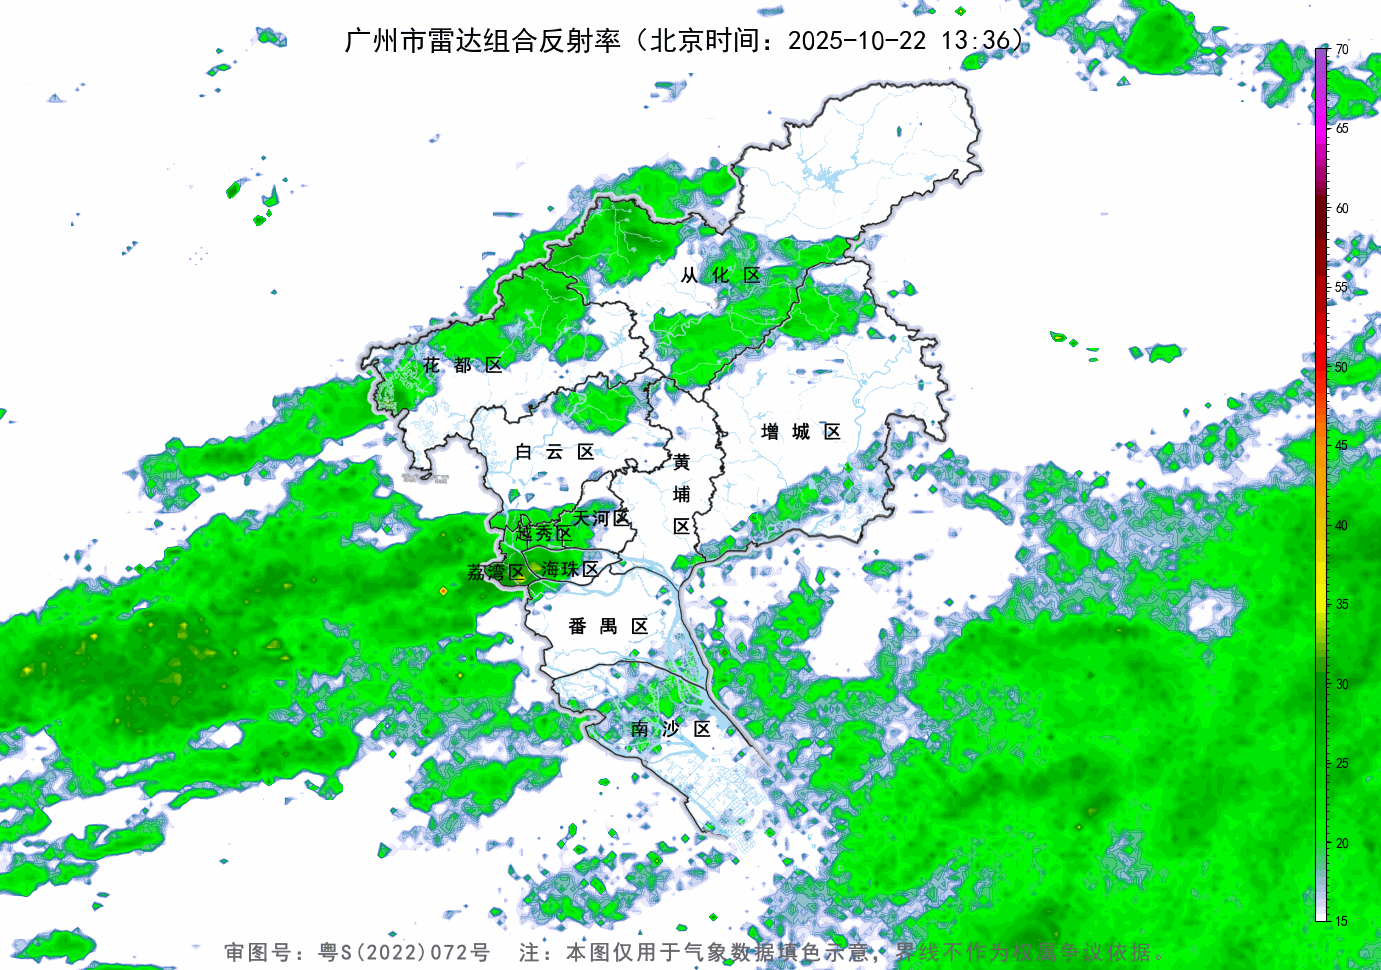 广州市雷达组合反射率（北京时间：2025-10-22 13:36）
70
65
60
55
50
45
40
35
30
25
20
15
从化区
花都区
增城区
白云区
黄埔区
天河区
越秀区
海珠区
荔湾区
番禺区
南沙区
审图号：粤S(2022)072号 注：本图仅用于气象数据填色示意，界线不作为权属争议依据。